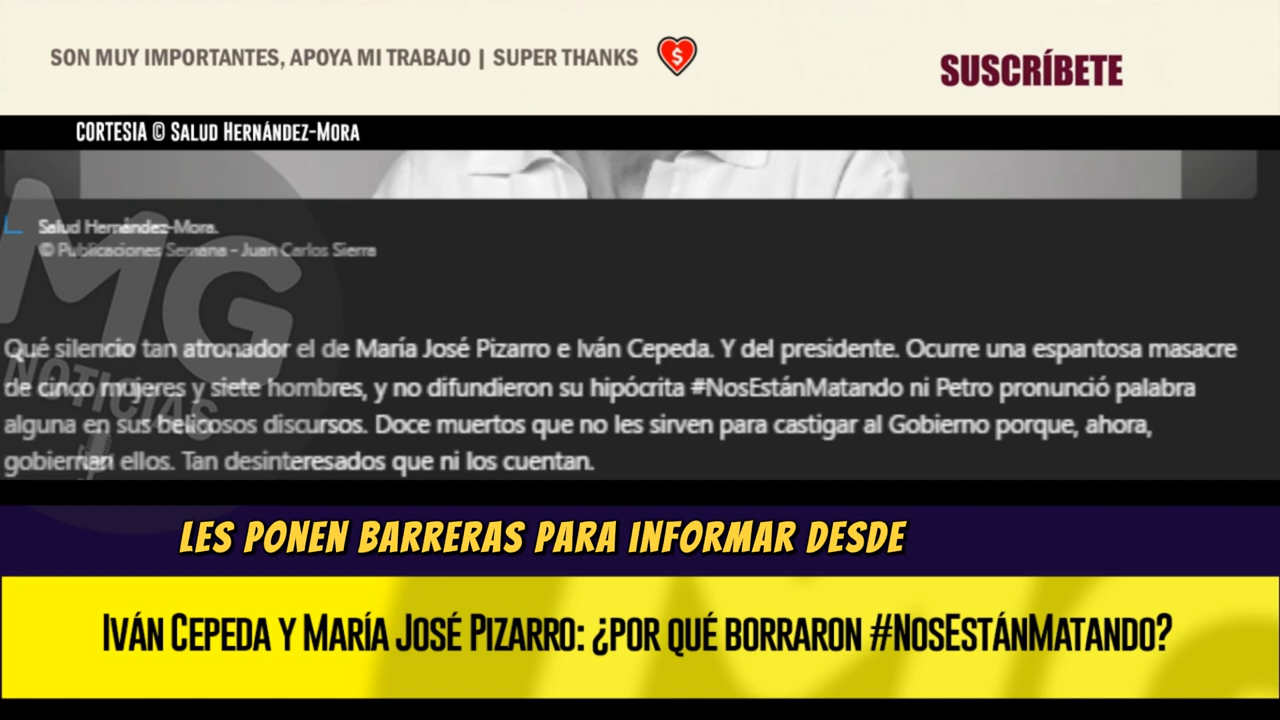 SON MUY IMPORTANTES, APOYA MI TRABAJO | SUPER THANKS
SUSCRÍBETE
CORTESIA © SALUD HERNÁNDEZ-MORA
Salud Hernández-Mora.
© Publicaciones Semana - Juan Carlos Sierra
MG
NOTICIAS
Qué silencio tan atronador el de María José Pizarro e Iván Cepeda. Y del presidente. Ocurre una espantosa masacre
de cinco mujeres y siete hombres, y no difundieron su hipócrita #NosEstánMatando ni Petro pronunció palabra
alguna en sus belicosos discursos. Doce muertos que no les sirven para castigar al Gobierno porque, ahora,
gobiernan ellos. Tan desinteresados que ni los cuentan.
LES PONEN BARRERAS PARA INFORMAR DESDE
IVÁN CEPEDA Y MARÍA JOSÉ PIZARRO: ¿POR QUÉ BORRARON #NOSESTÁNMATANDO?